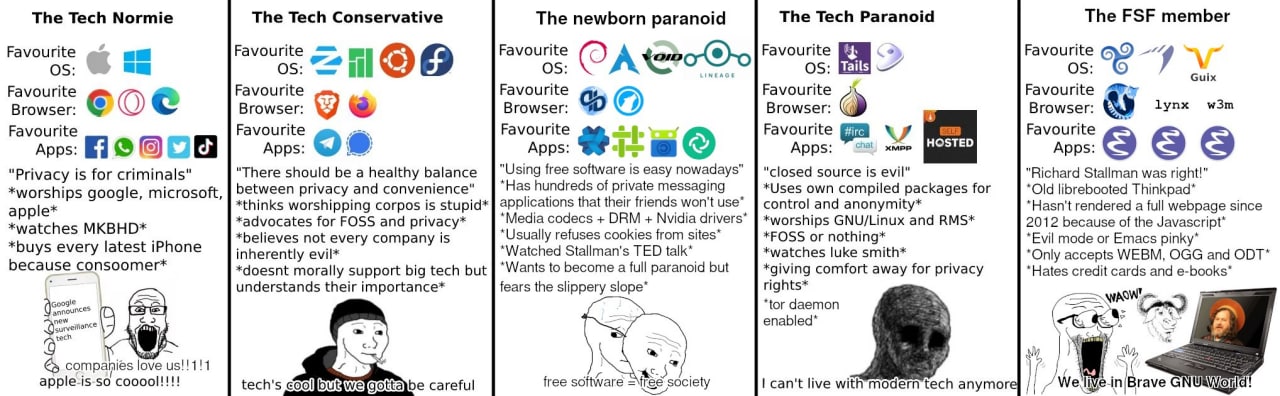 The Tech Normie
Favourite
OS:
Favourite
Browser:
Favourite
Apps:
"Privacy is for criminals"
*worships google, microsoft,
apple*
*watches MKBHD*
*buys every latest iPhone
because consoomer*
Google
announces
new
surveillance
tech
companies love us!!1!1
apple is so cooool!!!!
The Tech Conservative
Favourite
OS:
Favourite
Browser:
Favourite
Apps:
"There should be a healthy balance
between privacy and convenience"
*thinks worshipping corpos is stupid*
*advocates for FOSS and privacy*
*believes not every company is
inherently evil*
*doesnt morally support big tech but
understands their importance*
tech's cool but we gotta be careful
The newborn paranoid
Favourite
OS:
VOID
LINEAGE
Favourite
Browser:
Favourite
Apps:
"Using free software is easy nowadays"
*Has hundreds of private messaging
applications that their friends won't use*
*Media codecs + DRM + Nvidia drivers*
*Usually refuses cookies from sites*
*Watched Stallman's TED talk*
*Wants to become a full paranoid but
fears the slippery slope*
free software = free society
The Tech Paranoid
Favourite
OS:
Tails
Favourite
Browser:
Favourite
Apps:
#irc
chat
XMPP
SELF
HOSTED
"closed source is evil"
*Uses own compiled packages for
control and anonymity*
*worships GNU/Linux and RMS*
*FOSS or nothing*
*watches luke smith*
*giving comfort away for privacy
rights*
*tor daemon
enabled*
I can't live with modern tech anymore
The FSF member
Favourite
OS:
Guix
Favourite
Browser:
lynx w3m
Favourite
Apps:
"Richard Stallman was right!"
*Old librebooted Thinkpad*
*Hasn't rendered a full webpage since
2012 because of the Javascript*
*Evil mode or Emacs pinky*
*Only accepts WEBM, OGG and ODT*
*Hates credit cards and e-books*
WAOW!
We live in Brave GNU World!